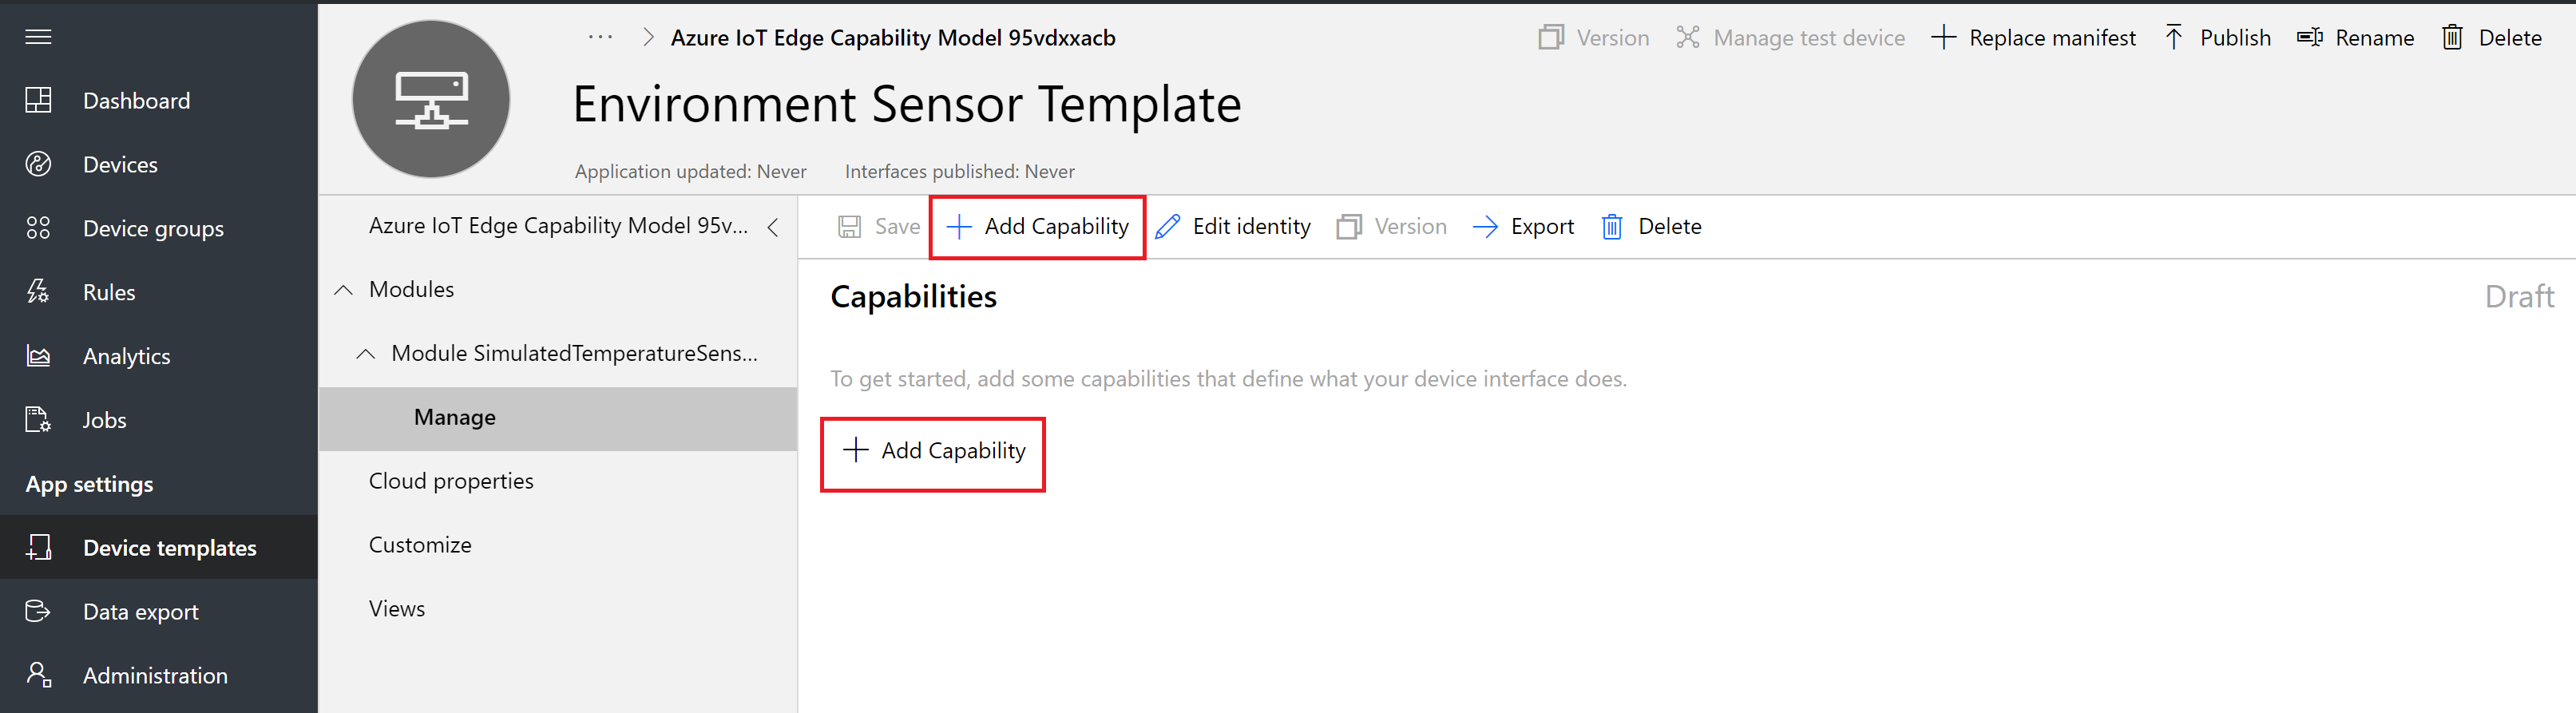 Dashboard
Devices
Device groups
Rules
Analytics
Jobs
App settings
Device templates
Data export
Administration
··· > Azure IoT Edge Capability Model 95vdxxacb
Version Manage test device Replace manifest Publish Rename Delete
Environment Sensor Template
Application updated: Never Interfaces published: Never
Azure IoT Edge Capability Model 95v...
Modules
Module SimulatedTemperatureSens...
Manage
Cloud properties
Customize
Views
Save Add Capability Edit identity Version Export Delete
Capabilities
Draft
To get started, add some capabilities that define what your device interface does.
Add Capability